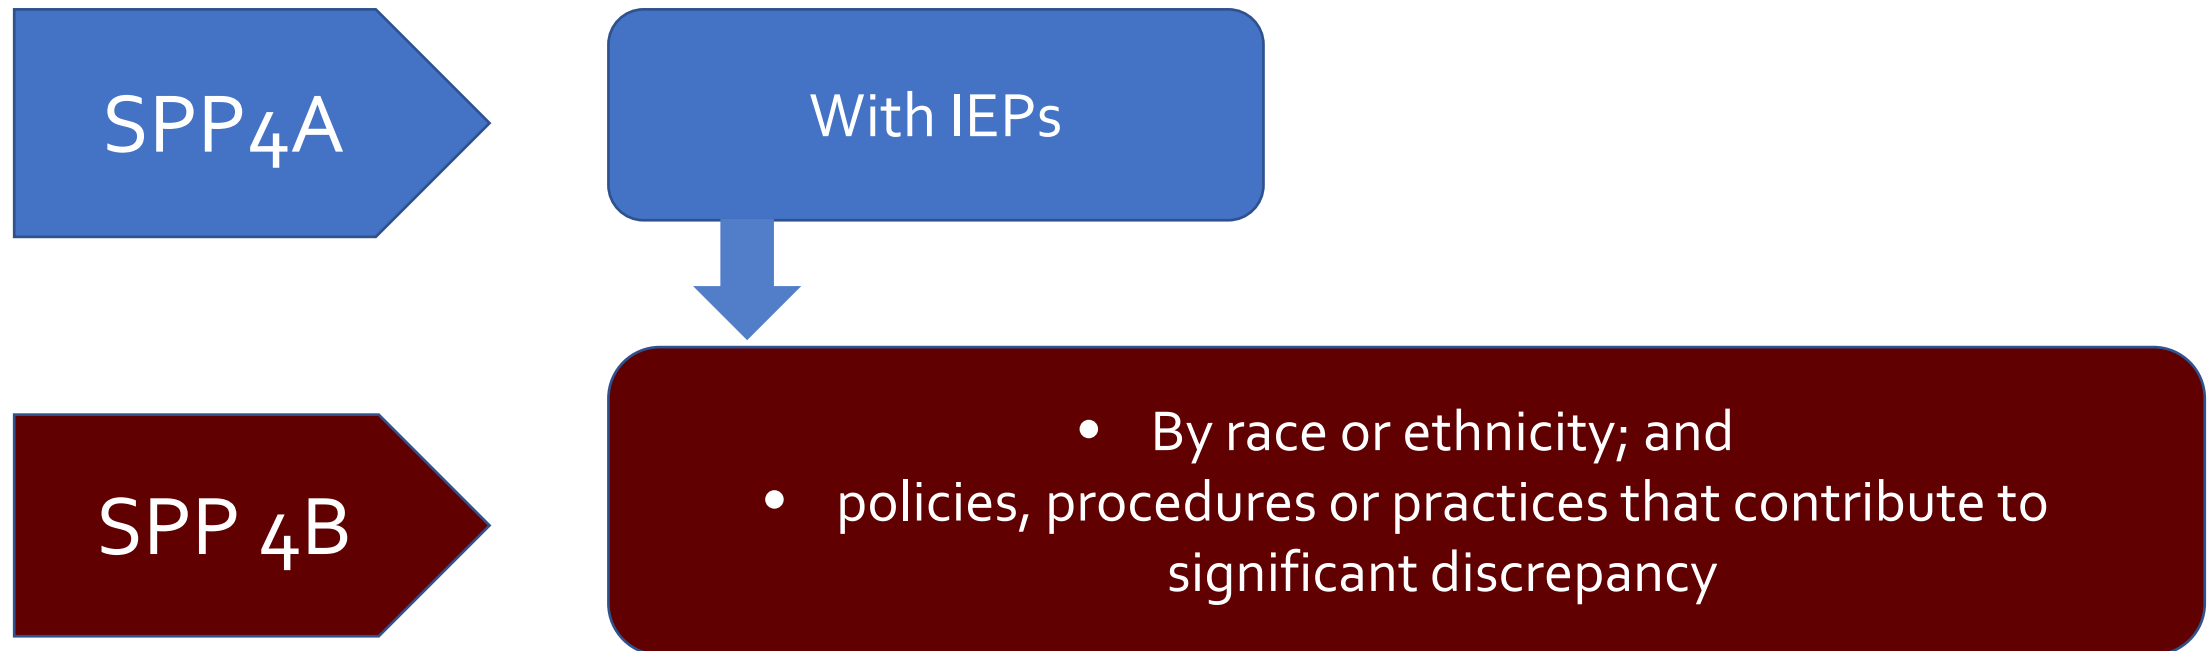 SPP4A
With IEPs
SPP 4B
• By race or ethnicity; and
• policies, procedures or practices that contribute to
significant discrepancy